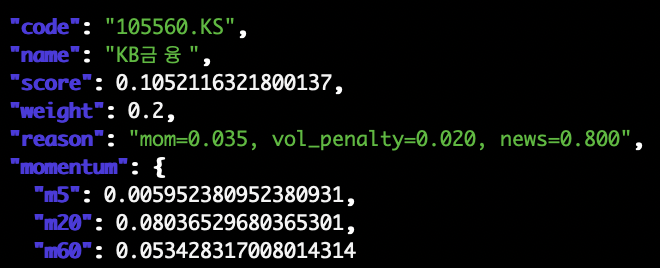 "code": "105560.KS",
"name": "KB금융",
"score": 0.1052116321800137,
"weight": 0.2,
"reason": "mom=0.035, vol_penalty=0.020, news=0.800",
"momentum": {
"m5": 0.005952380952380931,
"m20": 0.08036529680365301,
"m60": 0.053428317008014314